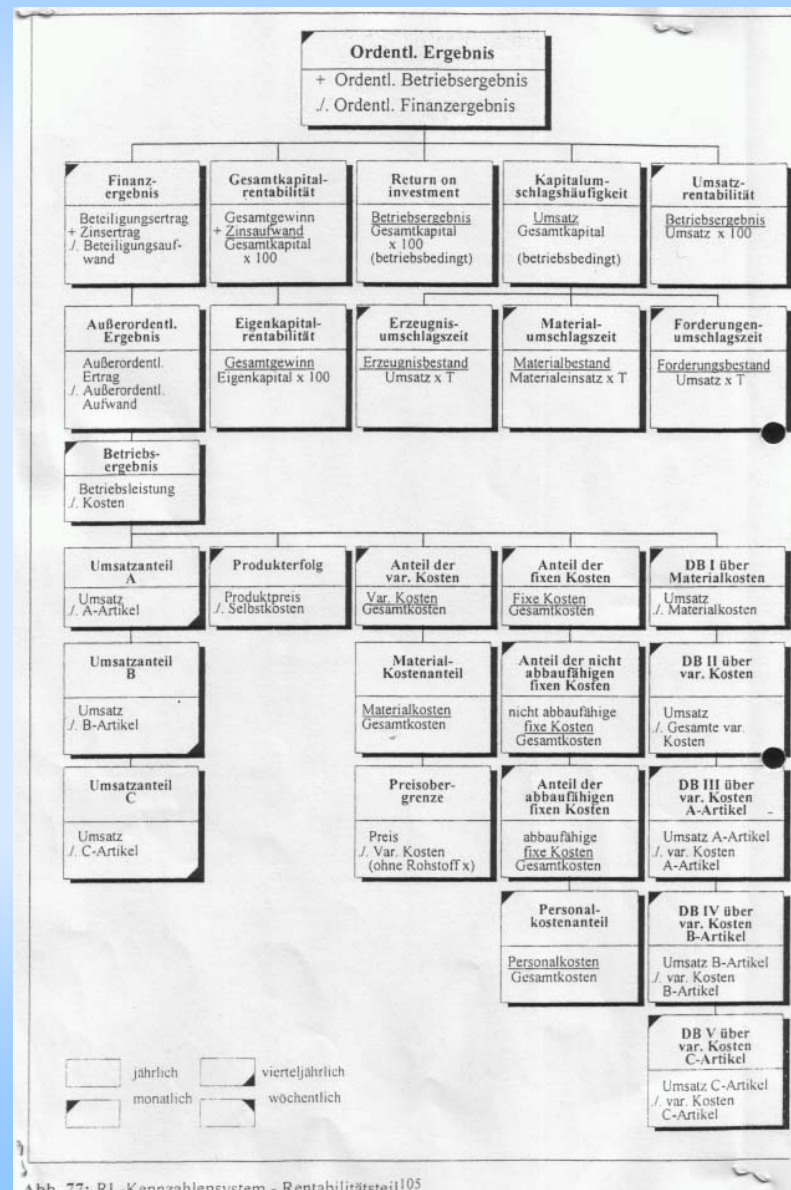 Ordentl. Ergebnis
+ Ordentl. Betriebsergebnis
./. Ordentl. Finanzergebnis
Finanz-
ergebnis
Beteiligungsertrag
+ Zinsertrag
./. Beteiligungsauf-
wand
Gesamtkapital-
rentabilität
Gesamtgewinn
+ Zinsaufwand
Gesamtkapital
x 100
Return on
investment
Betriebsergebnis
Gesamtkapital
x 100
(betriebsbedingt)
Kapitalum-
schlagshäufigkeit
Umsatz
Gesamtkapital
(betriebsbedingt)
Umsatz-
rentabilität
Betriebsergebnis
Umsatz x 100
Außerordentl.
Ergebnis
Außerordentl.
Ertrag
./. Außerordentl.
Aufwand
Eigenkapital-
rentabilität
Gesamtgewinn
Eigenkapital x 100
Erzeugnis-
umschlagszeit
Erzeugnisbestand
Umsatz x T
Material-
umschlagszeit
Materialbestand
Materialeinsatz x T
Forderungen-
umschlagszeit
Forderungsbestand
Umsatz x T
Betriebs-
ergebnis
Betriebsleistung
./. Kosten
Umsatzanteil
A
Umsatz
./. A-Artikel
Produkterfolg
Produktpreis
./. Selbstkosten
Anteil der
var. Kosten
Var. Kosten
Gesamtkosten
Anteil der
fixen Kosten
Fixe Kosten
Gesamtkosten
DB I über
Materialkosten
Umsatz
./. Materialkosten
Umsatzanteil
B
Umsatz
./. B-Artikel
Material-
Kostenanteil
Materialkosten
Gesamtkosten
Anteil der nicht
abbaufähigen
fixen Kosten
nicht abbaufähige
fixe Kosten
Gesamtkosten
DB II über
var. Kosten
Umsatz
./. Gesamte var.
Kosten
Umsatzanteil
C
Umsatz
./. C-Artikel
Preisober-
grenze
Preis
./. Var. Kosten
(ohne Rohstoff x)
Anteil der
abbaufähigen
fixen Kosten
abbaufähige
fixe Kosten
Gesamtkosten
DB III über
var. Kosten
A-Artikel
Umsatz A-Artikel
./. var. Kosten
A-Artikel
Personal-
kostenanteil
Personalkosten
Gesamtkosten
DB IV über
var. Kosten
B-Artikel
Umsatz B-Artikel
./. var. Kosten
B-Artikel
DB V über
var. Kosten
C-Artikel
Umsatz C-Artikel
./. var. Kosten
C-Artikel
jährlich
vierteljährlich
monatlich
wöchentlich
Abb. 77: RL-Kennzahlensystem - Rentabilitätsteil105